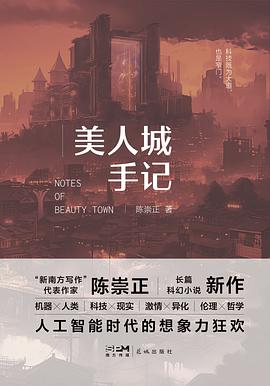 科技既为大道，
也是窄门。
美人城
手记
NOTES
OF
BEAUTY TOWN
陈崇正 著
“新南方写作”
代表作家
陈崇正
长篇
科幻小说
新作
机器×人类｜科技×现实｜激情×异化｜伦理×哲学
人工智能时代的想象力狂欢
南方传媒
花城出版社